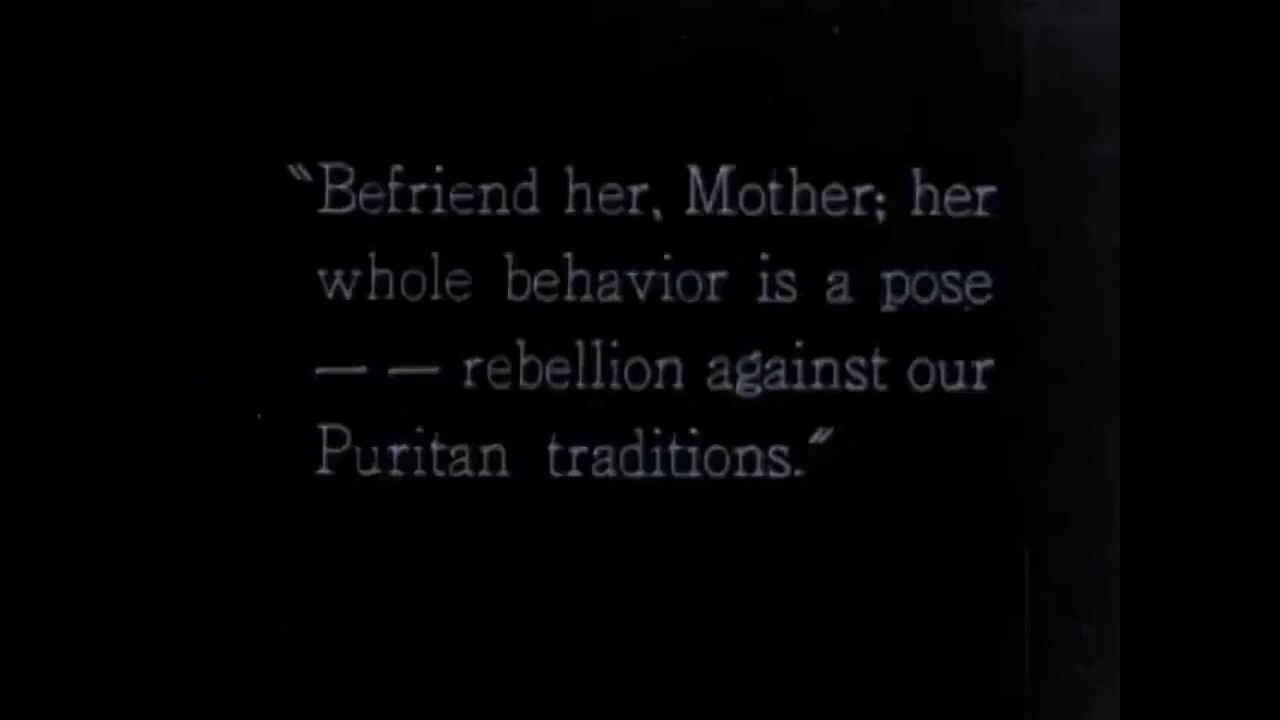 "Befriend her, Mother; her
whole behavior is a pose
— — rebellion against our
Puritan traditions."